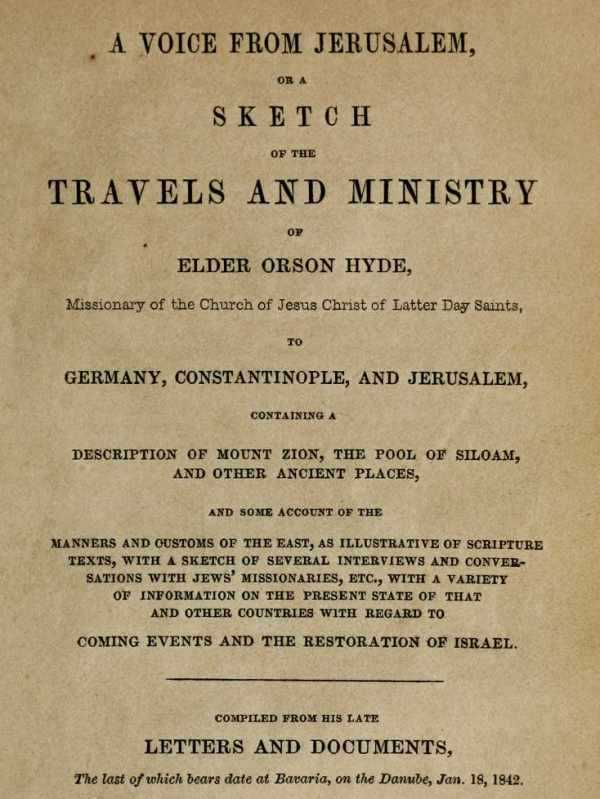 A VOICE FROM JERUSALEM,
OR A
SKETCH
OF THE
TRAVELS AND MINISTRY
OF
ELDER ORSON HYDE,
Missionary of the Church of Jesus Christ of Latter Day Saints,
TO
GERMANY, CONSTANTINOPLE, AND JERUSALEM,
CONTAINING A
DESCRIPTION OF MOUNT ZION, THE POOL OF SILOAM,
AND OTHER ANCIENT PLACES,
AND SOME ACCOUNT OF THE
MANNERS AND CUSTOMS OF THE EAST, AS ILLUSTRATIVE OF SCRIPTURE
TEXTS, WITH A SKETCH OF SEVERAL INTERVIEWS AND CONVER-
SATIONS WITH JEWS' MISSIONARIES, ETC., WITH A VARIETY
OF INFORMATION ON THE PRESENT STATE OF THAT
AND OTHER COUNTRIES WITH REGARD TO
COMING EVENTS AND THE RESTORATION OF ISRAEL.
COMPILED FROM HIS LATE
LETTERS AND DOCUMENTS,
The last of which bears date at Bavaria, on the Danube, Jan. 18, 1842.